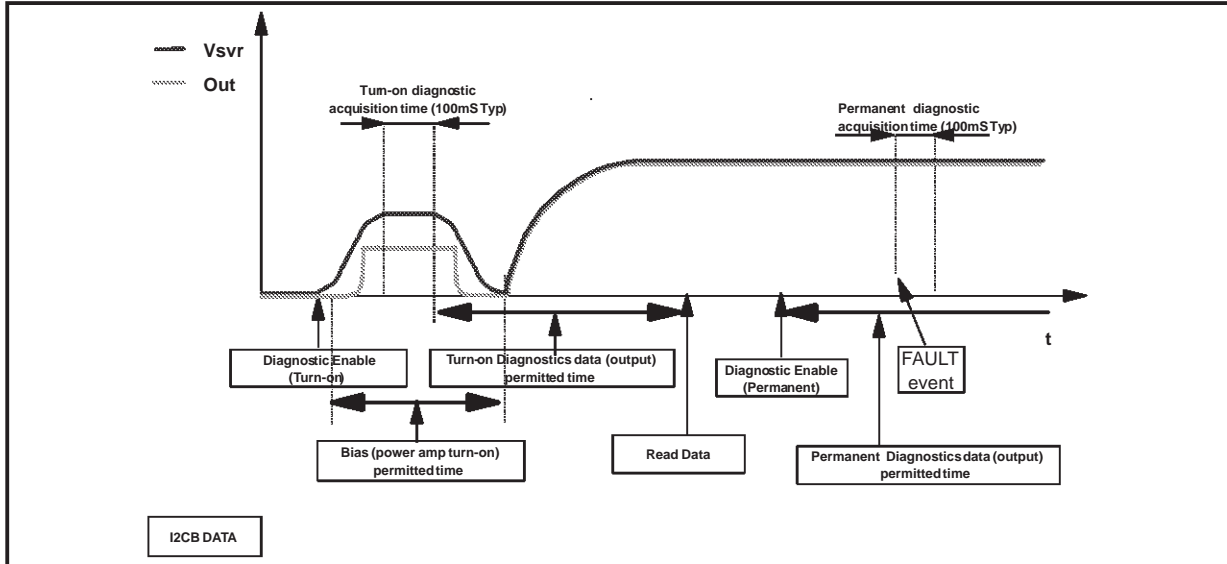 Vsvr
Out
Turn-on diagnostic
acquisition time (100mS Typ)
Permanent diagnostic
acquisition time (100mS Typ)
t
Diagnostic Enable
(Turn-on)
Turn-on Diagnostics data (output)
permitted time
Diagnostic Enable
(Permanent)
FAULT
event
Bias (power amp turn-on)
permitted time
Read Data
Permanent Diagnostics data (output)
permitted time
I2CB DATA